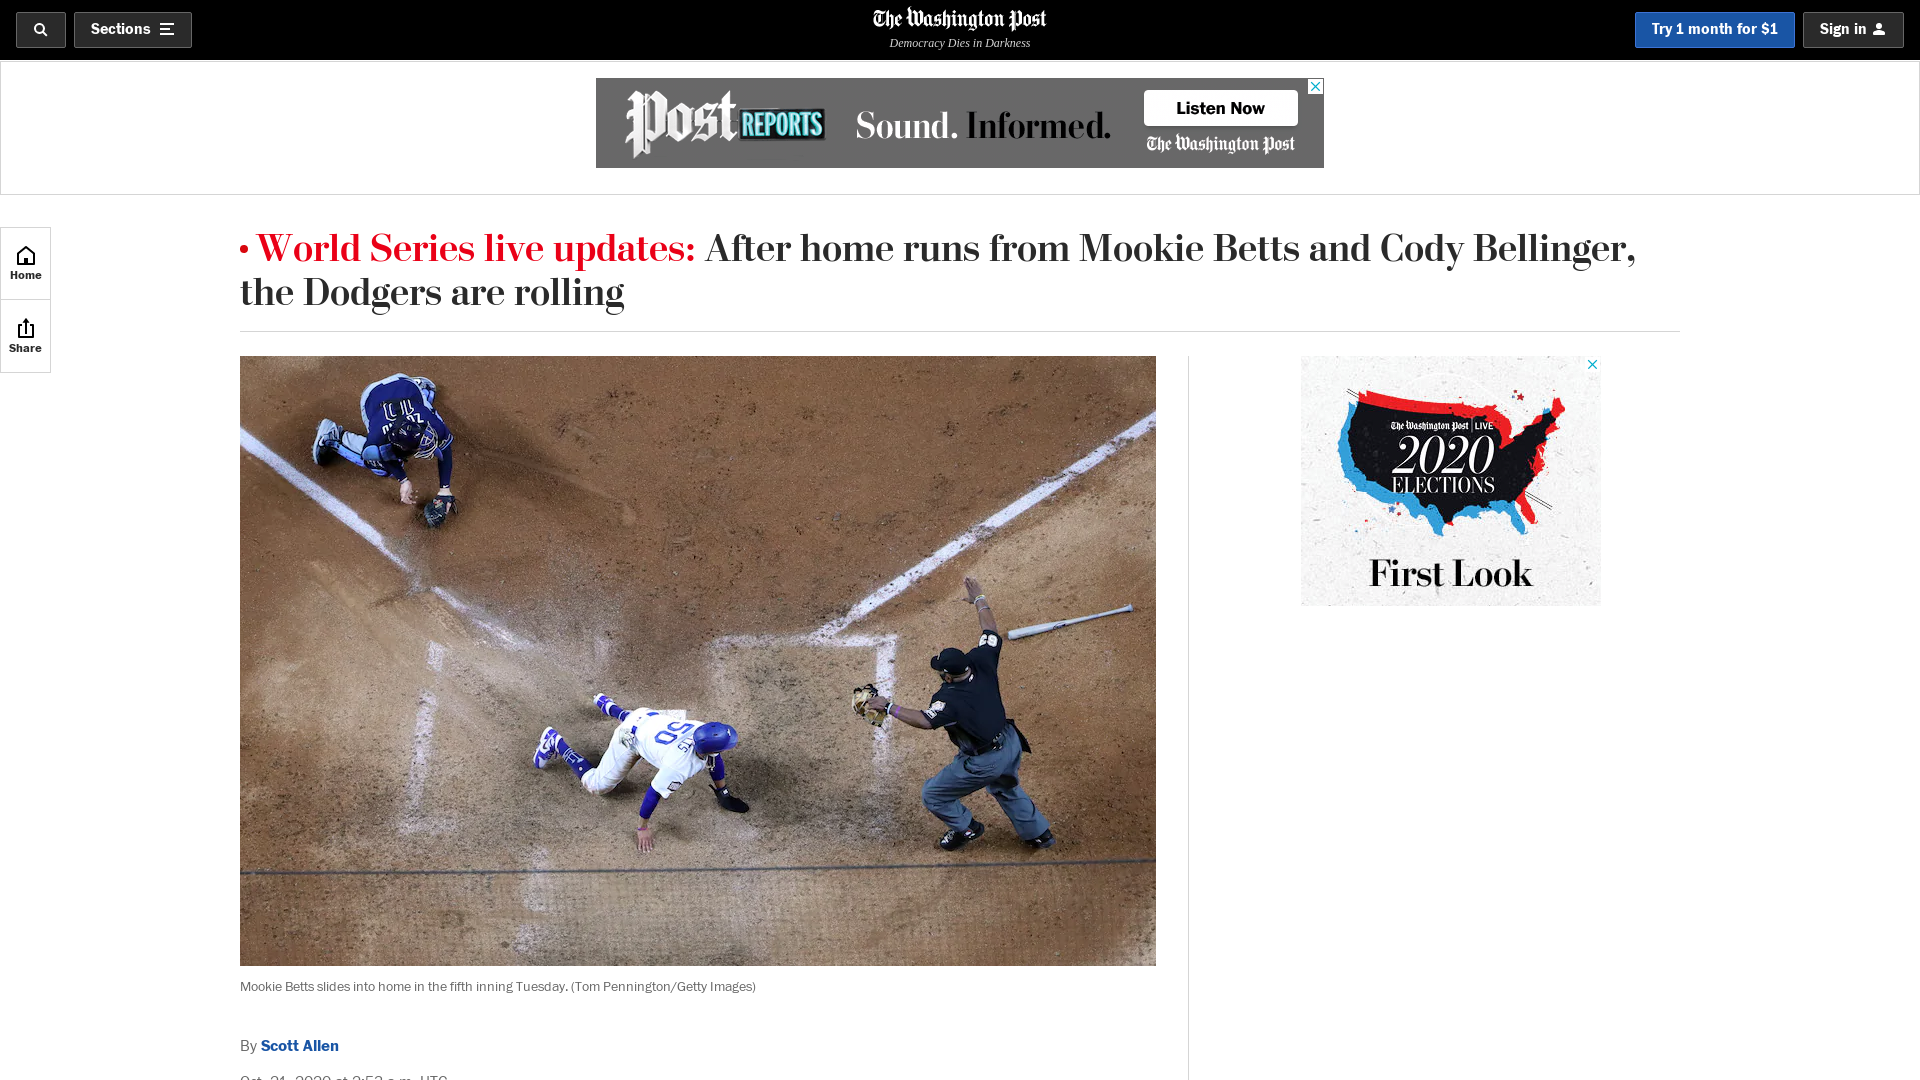 Sections
The Washington Post
Democracy Dies in Darkness
Try 1 month for $1
Sign in
Post REPORTS
Sound. Informed.
Listen Now
The Washington Post
Home
Share
World Series live updates: After home runs from Mookie Betts and Cody Bellinger,
the Dodgers are rolling
50
The Washington Post LIVE
2020
ELECTIONS
First Look
Mookie Betts slides into home in the fifth inning Tuesday. (Tom Pennington/Getty Images)
By Scott Allen